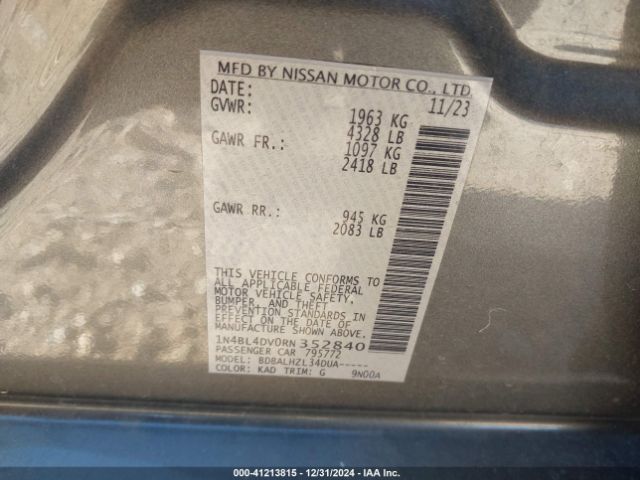 MFD BY NISSAN MOTOR CO., LTD.
DATE: 11/23
GVWR: 1963 KG
4328 LB
GAWR FR.: 1097 KG
2418 LB
GAWR RR.: 945 KG
2083 LB
THIS VEHICLE CONFORMS TO
ALL APPLICABLE FEDERAL
MOTOR VEHICLE SAFETY,
BUMPER, AND THEFT
PREVENTION STANDARDS IN
EFFECT ON THE DATE OF
MANUFACTURE SHOWN ABOVE.
1N4BL4DV0RN352840
PASSENGER CAR 795772
MODEL: BDBALHZL34DUA-----
COLOR: KAD TRIM: G 9N00A
000-41213815 - 12/31/2024 - IAA Inc.